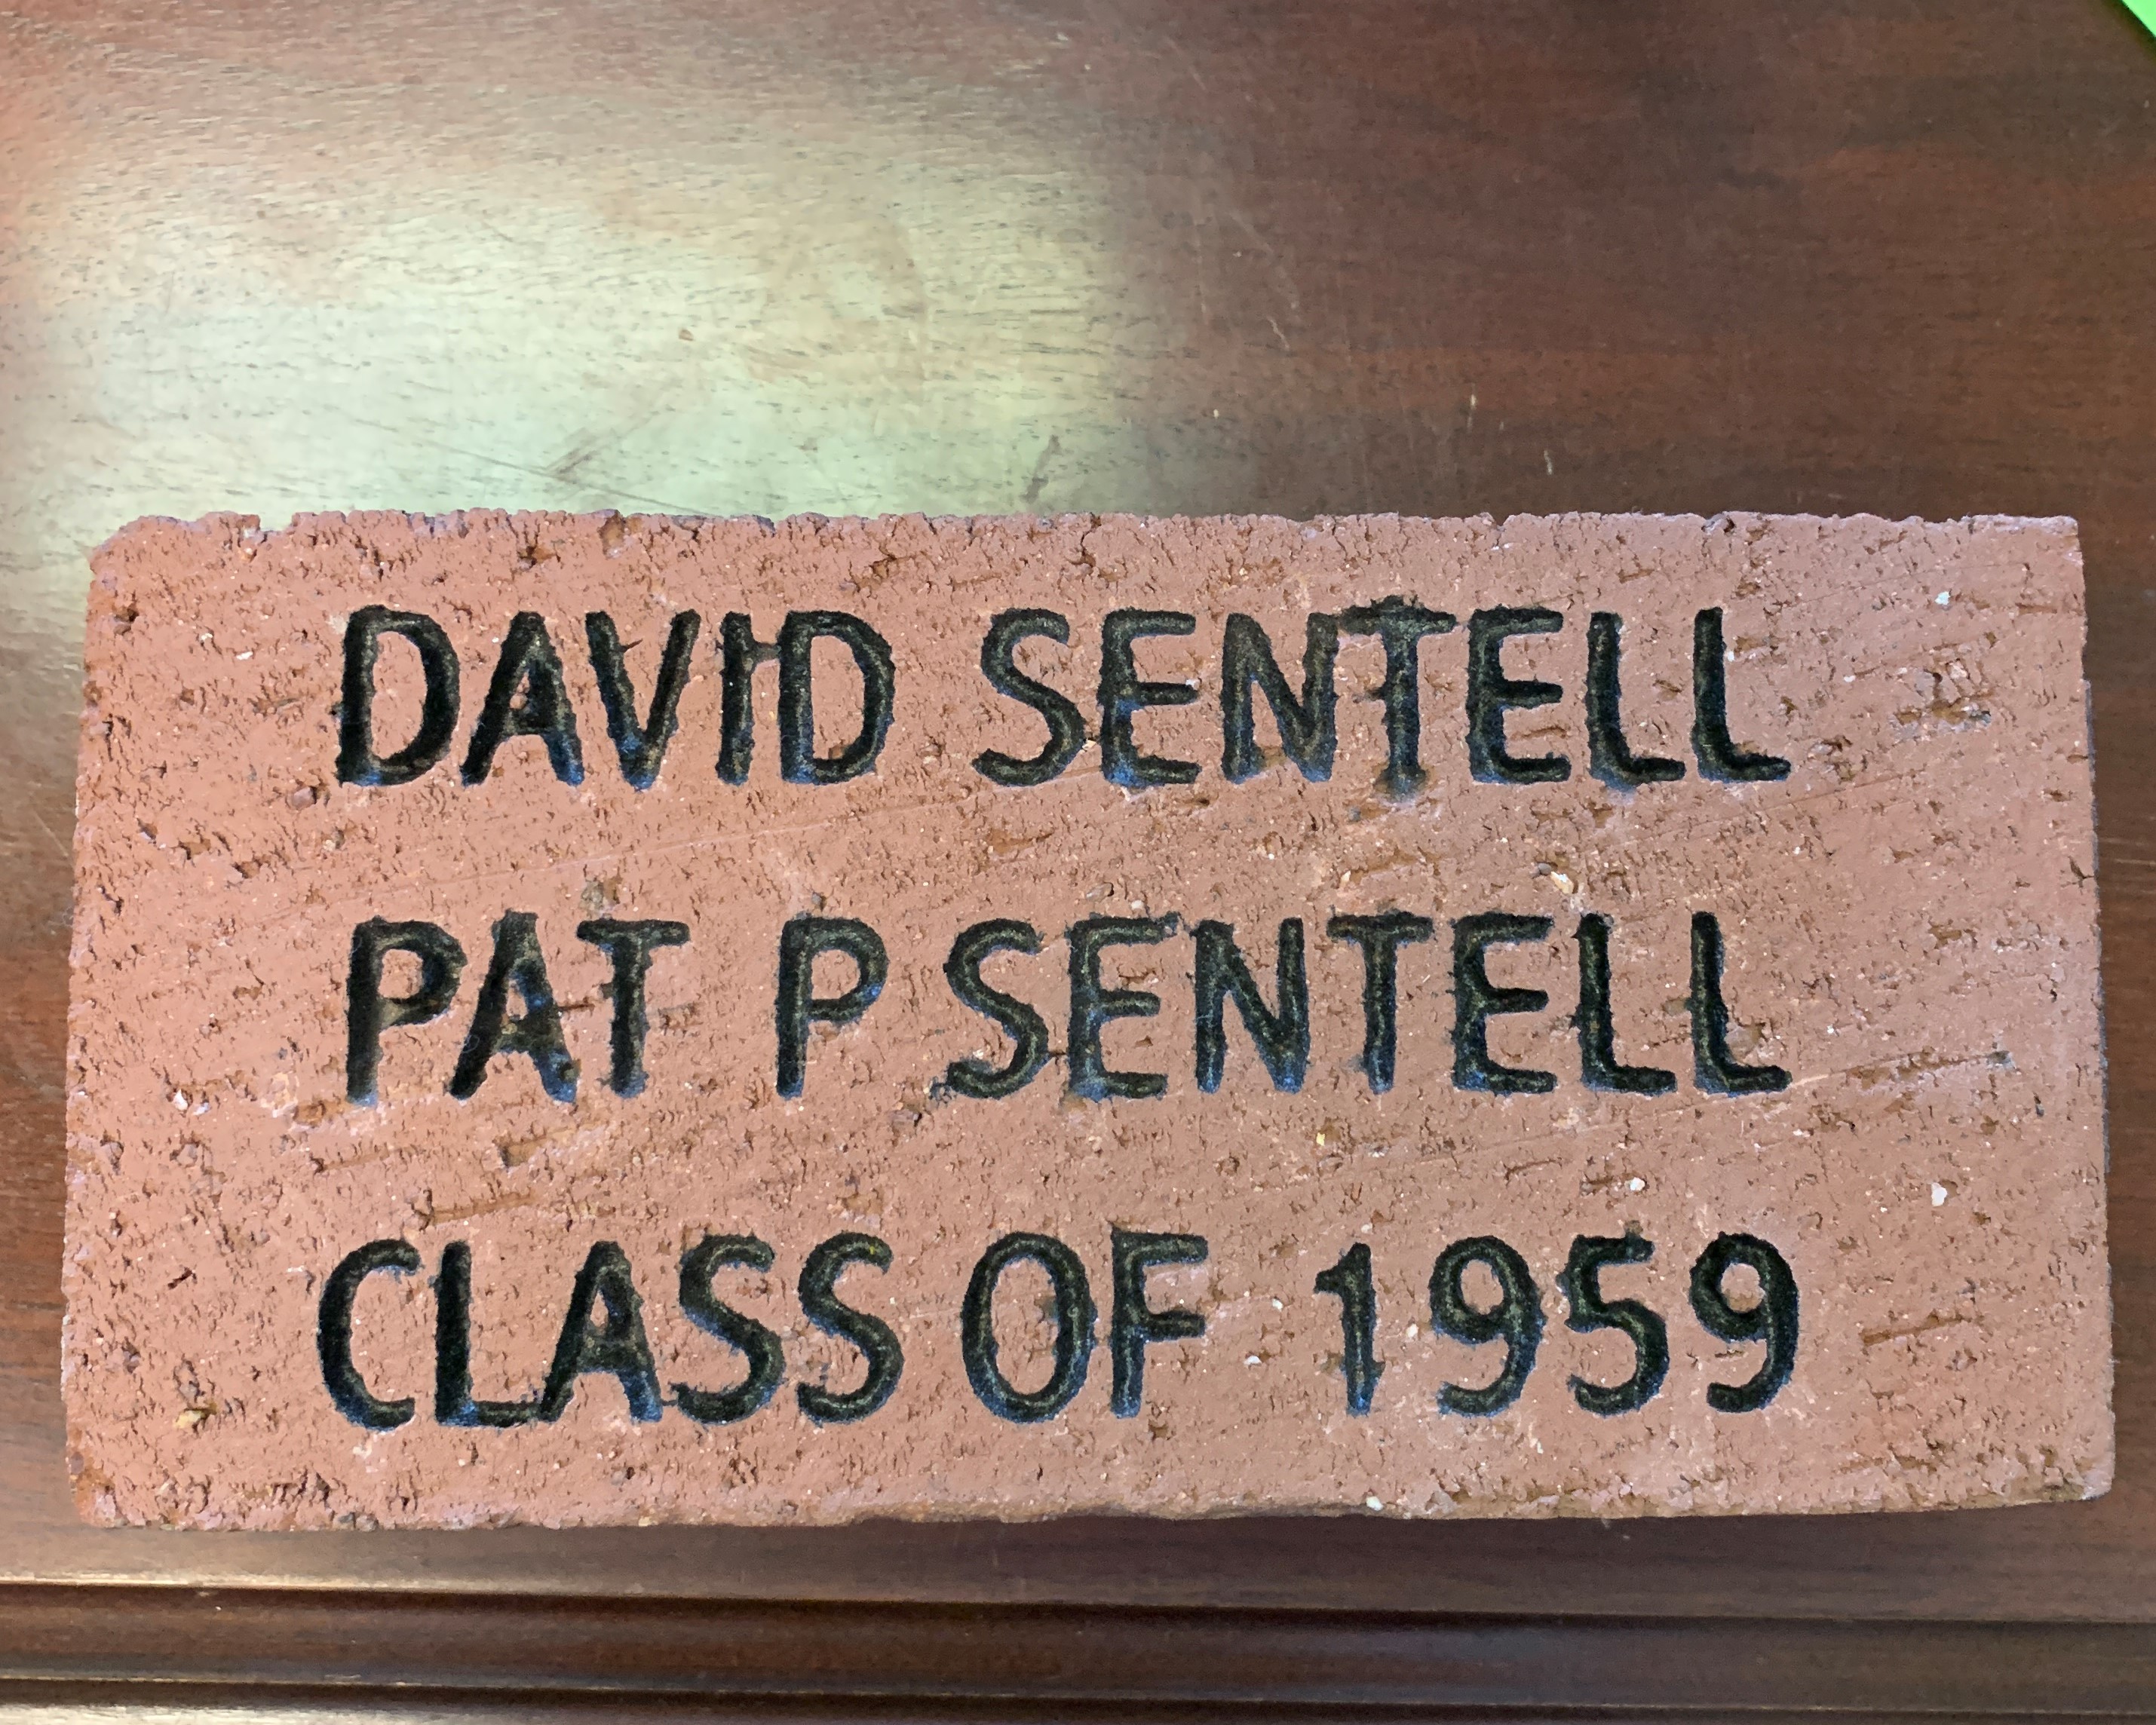 DAVID SENTELL
PAT P SENTELL
CLASS OF 1959